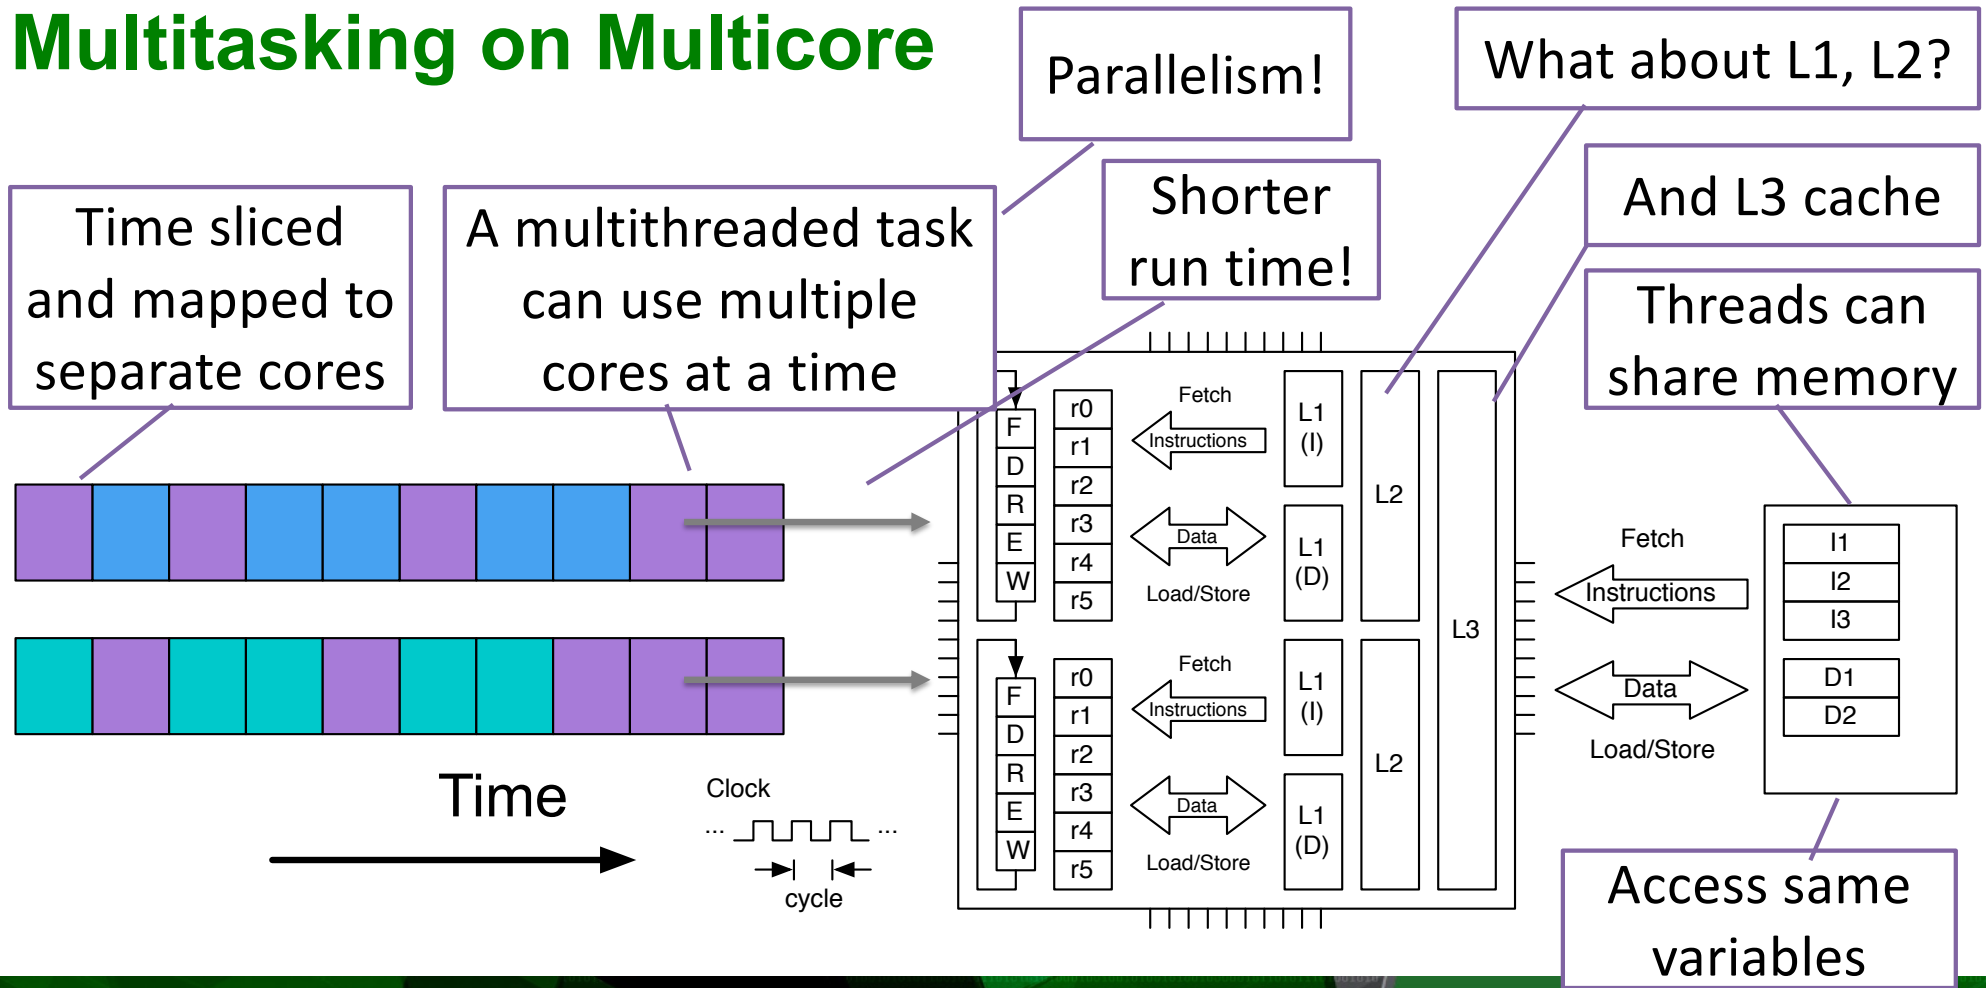 Multitasking on Multicore
Parallelism!
What about L1, L2?
Time sliced
and mapped to
separate cores
A multithreaded task
can use multiple
cores at a time
Shorter
run time!
And L3 cache
Threads can
share memory
F
D
R
E
W
r0
r1
r2
r3
r4
r5
Fetch
Instructions
Data
Load/Store
L1
(I)
L1
(D)
L2
F
D
R
E
W
r0
r1
r2
r3
r4
r5
Fetch
Instructions
Data
Load/Store
L1
(I)
L1
(D)
L2
L3
Fetch
Instructions
Data
Load/Store
I1
I2
I3
D1
D2
Time
Clock
... ...
cycle
Access same
variables